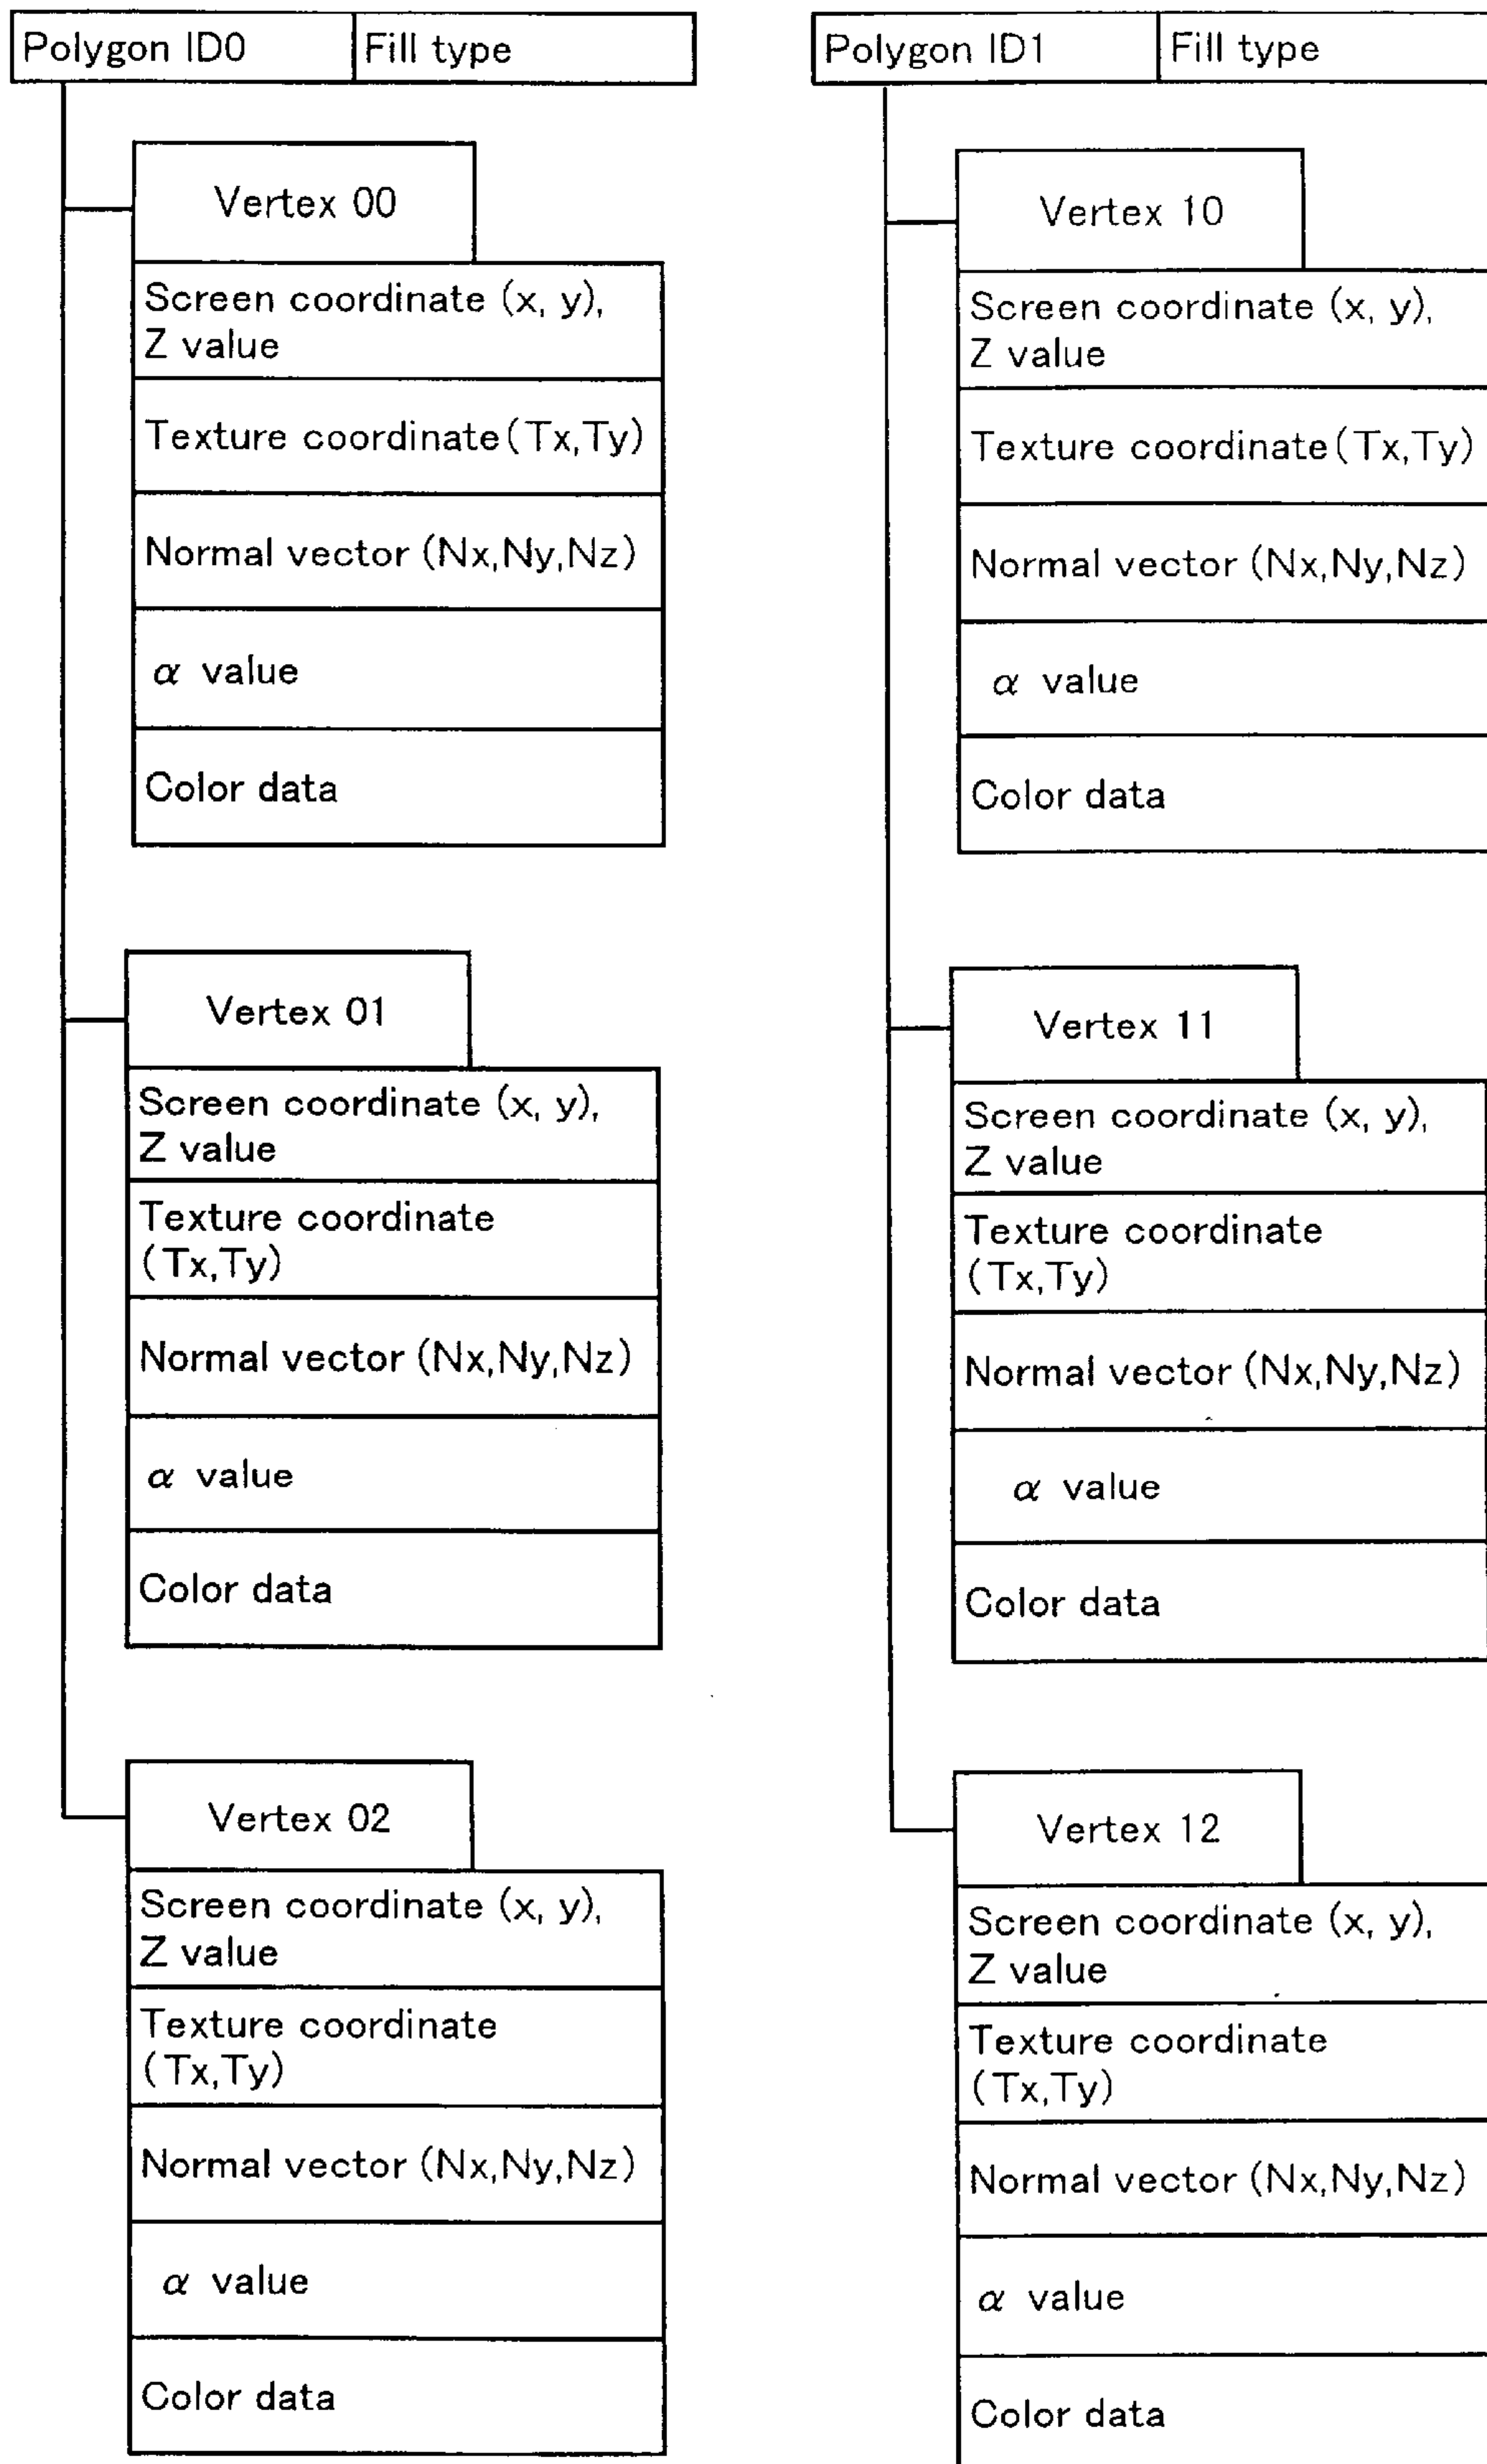 Polygon ID0
Fill type
Vertex 00
Screen coordinate (x, y),
Z value
Texture coordinate(Tx,Ty)
Normal vector (Nx,Ny,Nz)
α value
Color data
Vertex 01
Screen coordinate (x, y),
Z value
Texture coordinate
(Tx,Ty)
Normal vector (Nx,Ny,Nz)
α value
Color data
Vertex 02
Screen coordinate (x, y),
Z value
Texture coordinate
(Tx,Ty)
Normal vector (Nx,Ny,Nz)
α value
Color data
Polygon ID1
Fill type
Vertex 10
Screen coordinate (x, y),
Z value
Texture coordinate(Tx,Ty)
Normal vector (Nx,Ny,Nz)
α value
Color data
Vertex 11
Screen coordinate (x, y),
Z value
Texture coordinate
(Tx,Ty)
Normal vector (Nx,Ny,Nz)
α value
Color data
Vertex 12
Screen coordinate (x, y),
Z value
Texture coordinate
(Tx,Ty)
Normal vector (Nx,Ny,Nz)
α value
Color data